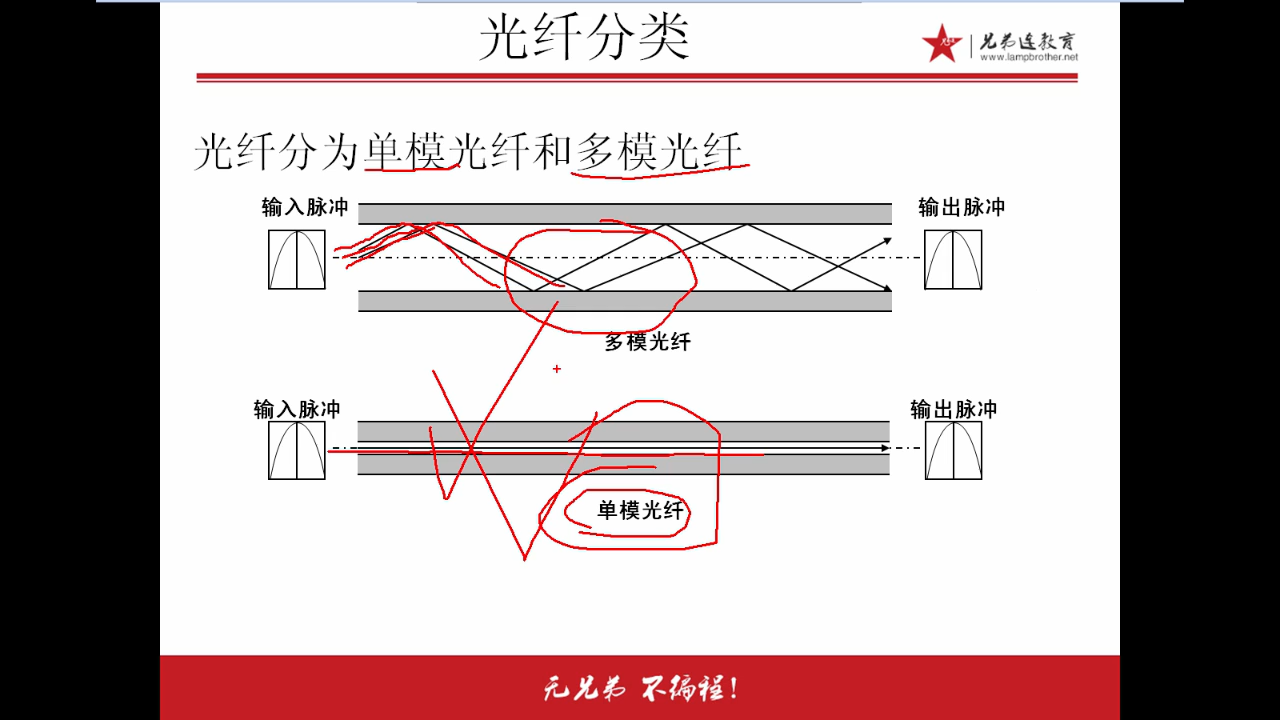 光纤分类
兄弟连教育
www.lampbrother.net
光纤分为单模光纤和多模光纤
输入脉冲
输出脉冲
多模光纤
输入脉冲
输出脉冲
单模光纤
无兄弟 不编程!